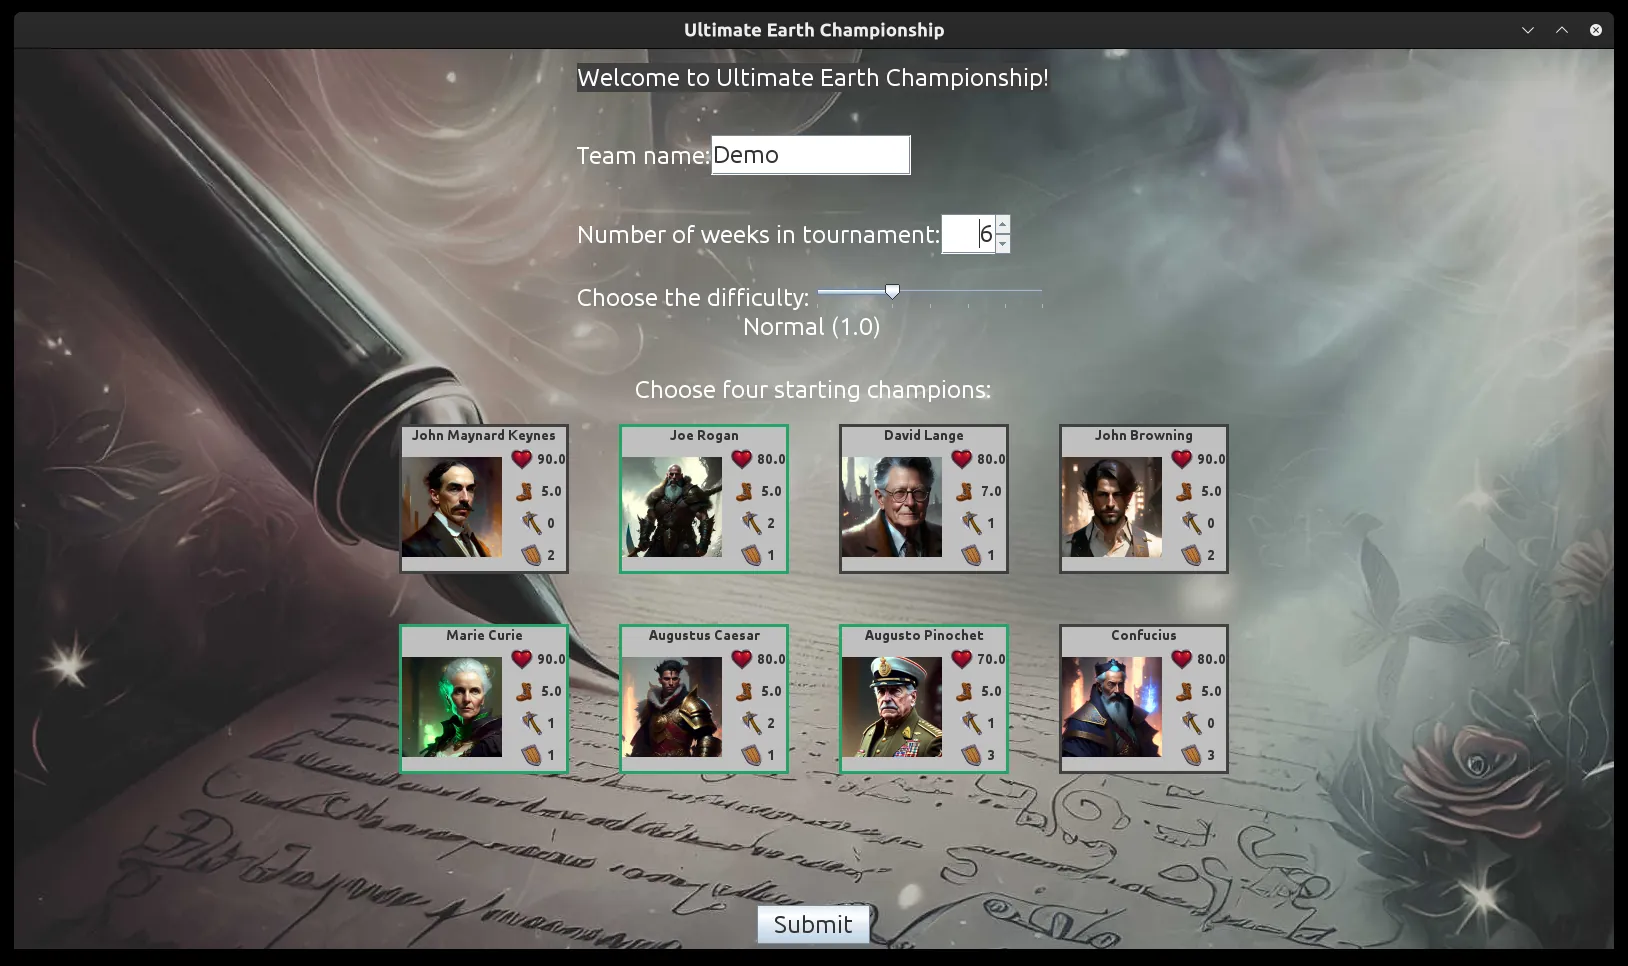 Ultimate Earth Championship
Welcome to Ultimate Earth Championship!
Team name: Demo
Number of weeks in tournament: 6
Choose the difficulty:
Normal (1.0)
Choose four starting champions:
John Maynard Keynes
90.0
5.0
0
2
Joe Rogan
80.0
5.0
2
1
David Lange
80.0
7.0
1
1
John Browning
90.0
5.0
0
2
Marie Curie
90.0
5.0
1
1
Augustus Caesar
80.0
5.0
2
1
Augusto Pinochet
70.0
5.0
1
3
Confucius
80.0
5.0
0
3
Submit